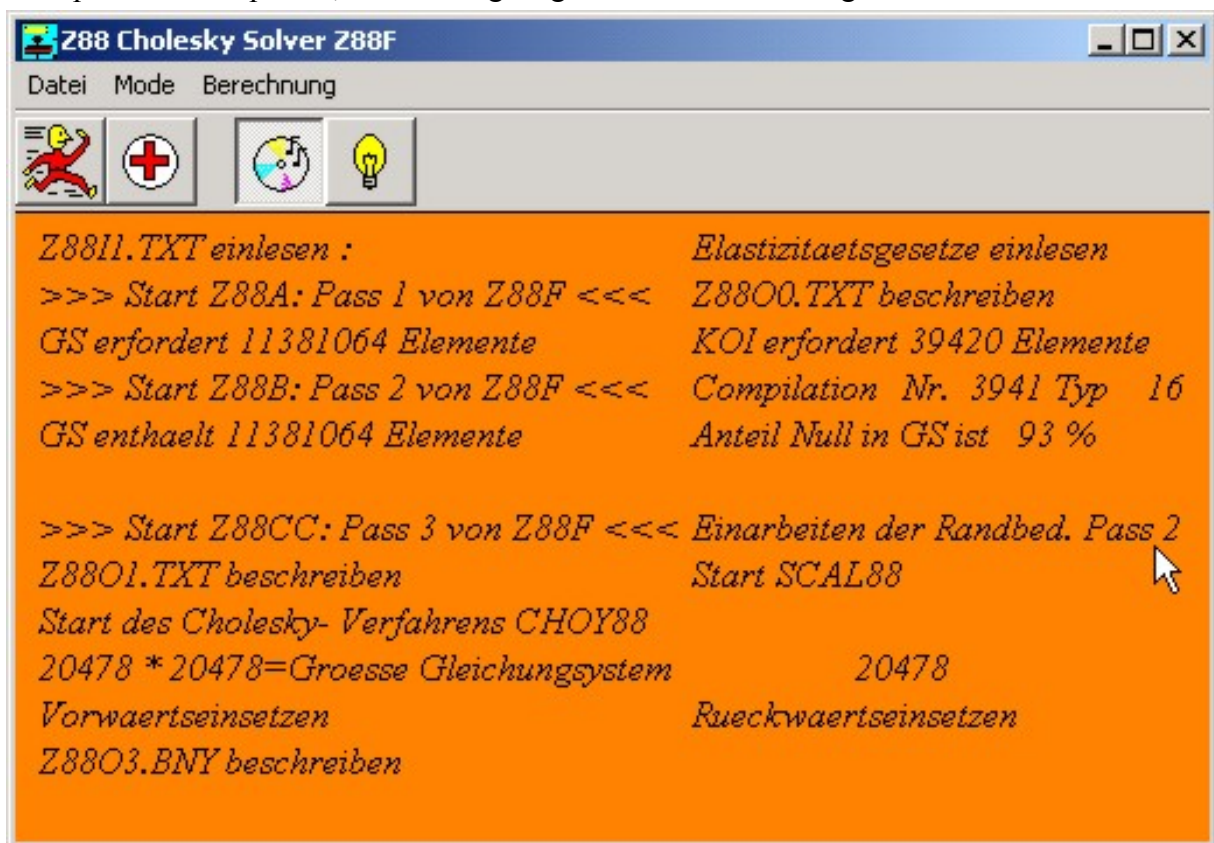 Z88 Cholesky Solver Z88F
Datei Mode Berechnung
Z88I1.TXT einlesen : Elastizitaetsgesetze einlesen
>>> Start Z88A: Pass 1 von Z88F <<< Z88O0.TXT beschreiben
GS erfordert 11381064 Elemente KOI erfordert 39420 Elemente
>>> Start Z88B: Pass 2 von Z88F <<< Compilation Nr. 3941 Typ 16
GS enthaelt 11381064 Elemente Anteil Null in GS ist 93 %
>>> Start Z88CC: Pass 3 von Z88F <<< Einarbeiten der Randbed. Pass 2
Z88O1.TXT beschreiben Start SCAL88
Start des Cholesky- Verfahrens CHOY88
20478 * 20478=Groesse Gleichungsystem 20478
Vorwaertseinsetzen Rueckwaertseinsetzen
Z88O3.BNY beschreiben